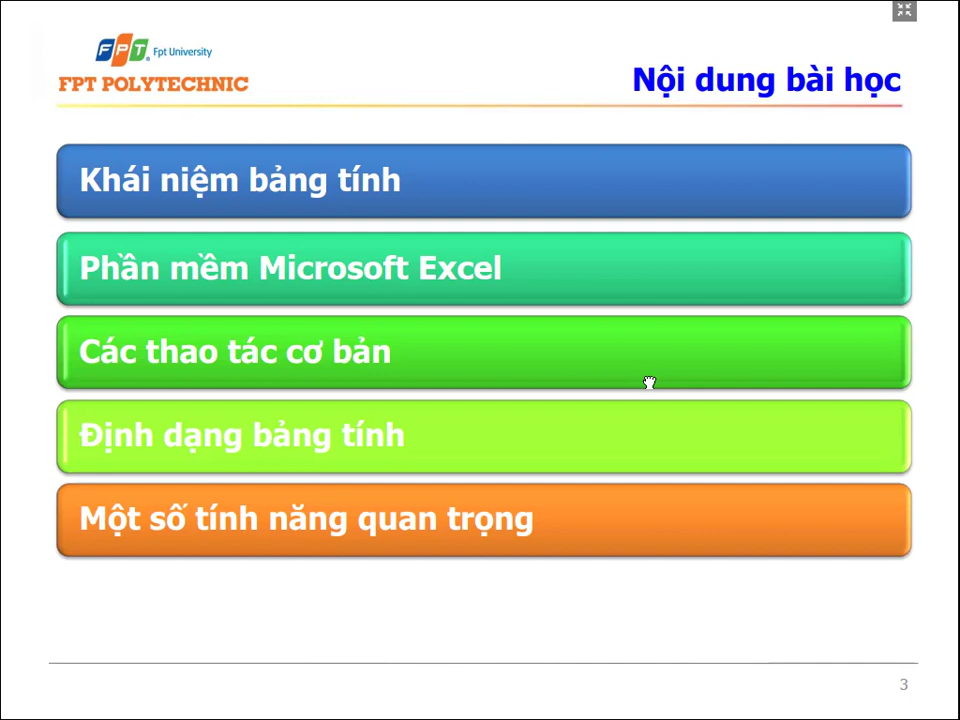 FPT Fpt University
FPT POLYTECHNIC
Nội dung bài học
Khái niệm bảng tính
Phần mềm Microsoft Excel
Các thao tác cơ bản
Định dạng bảng tính
Một số tính năng quan trọng
3